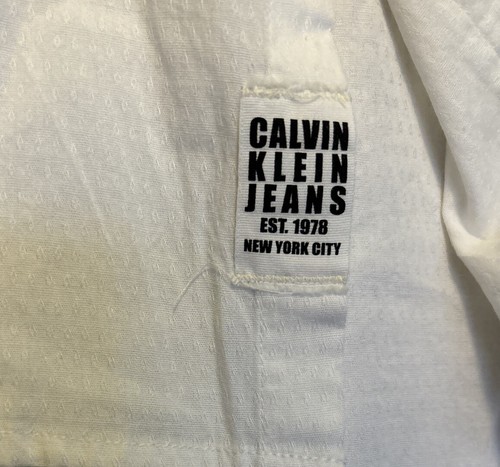 CALVIN
KLEIN
JEANS
EST. 1978
NEW YORK CITY